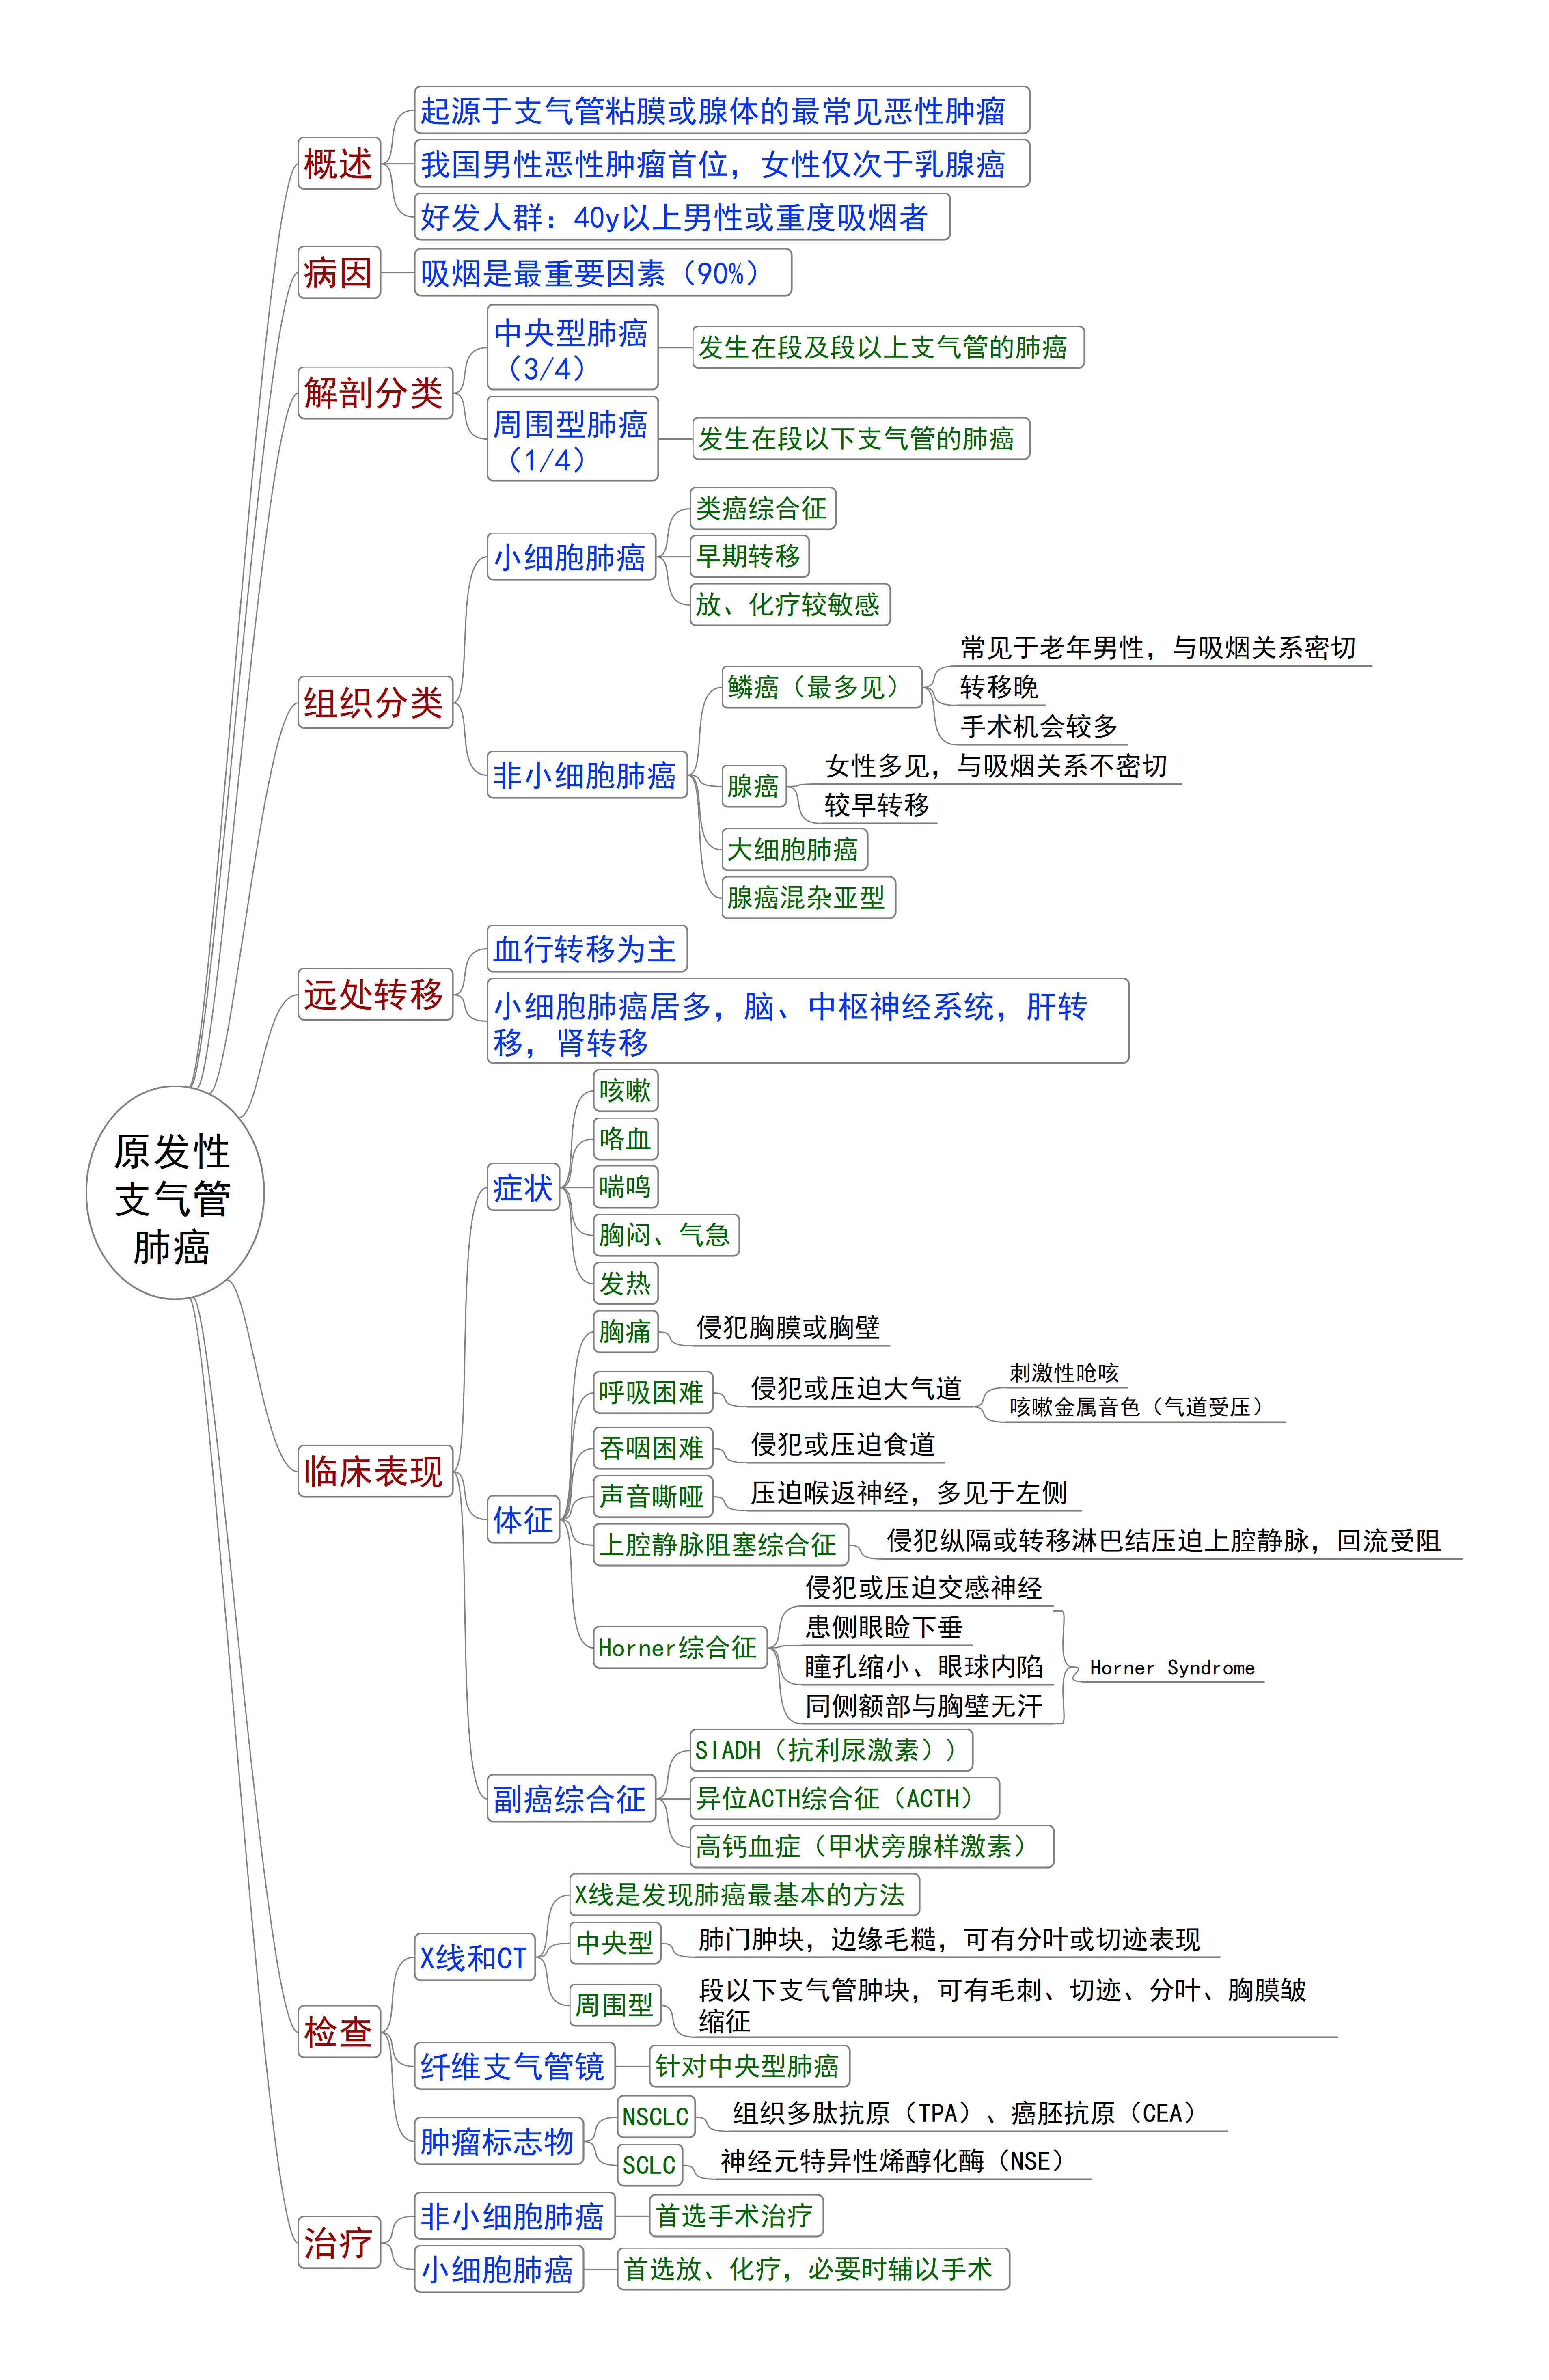 原发性
支气管
肺癌
概述
起源于支气管粘膜或腺体的最常见恶性肿瘤
我国男性恶性肿瘤首位，女性仅次于乳腺癌
好发人群：40y以上男性或重度吸烟者
病因
吸烟是最重要因素（90%）
解剖分类
中央型肺癌
（3/4）
发生在段及段以上支气管的肺癌
周围型肺癌
（1/4）
发生在段以下支气管的肺癌
组织分类
小细胞肺癌
类癌综合征
早期转移
放、化疗较敏感
非小细胞肺癌
鳞癌（最多见）
常见于老年男性，与吸烟关系密切
转移晚
手术机会较多
腺癌
女性多见，与吸烟关系不密切
较早转移
大细胞肺癌
腺癌混杂亚型
远处转移
血行转移为主
小细胞肺癌居多，脑、中枢神经系统，肝转
移，肾转移
临床表现
症状
咳嗽
咯血
喘鸣
胸闷、气急
发热
体征
胸痛
侵犯胸膜或胸壁
呼吸困难
侵犯或压迫大气道
刺激性呛咳
咳嗽金属音色（气道受压）
吞咽困难
侵犯或压迫食道
声音嘶哑
压迫喉返神经，多见于左侧
上腔静脉阻塞综合征
侵犯纵隔或转移淋巴结压迫上腔静脉，回流受阻
Horner综合征
侵犯或压迫交感神经
患侧眼睑下垂
瞳孔缩小、眼球内陷
同侧额部与胸壁无汗
Horner Syndrome
副癌综合征
SIADH（抗利尿激素））
异位ACTH综合征（ACTH）
高钙血症（甲状旁腺样激素）
检查
X线和CT
X线是发现肺癌最基本的方法
中央型
肺门肿块，边缘毛糙，可有分叶或切迹表现
周围型
段以下支气管肿块，可有毛刺、切迹、分叶、胸膜皱
缩征
纤维支气管镜
针对中央型肺癌
肿瘤标志物
NSCLC
组织多肽抗原（TPA）、癌胚抗原（CEA）
SCLC
神经元特异性烯醇化酶（NSE）
治疗
非小细胞肺癌
首选手术治疗
小细胞肺癌
首选放、化疗，必要时辅以手术